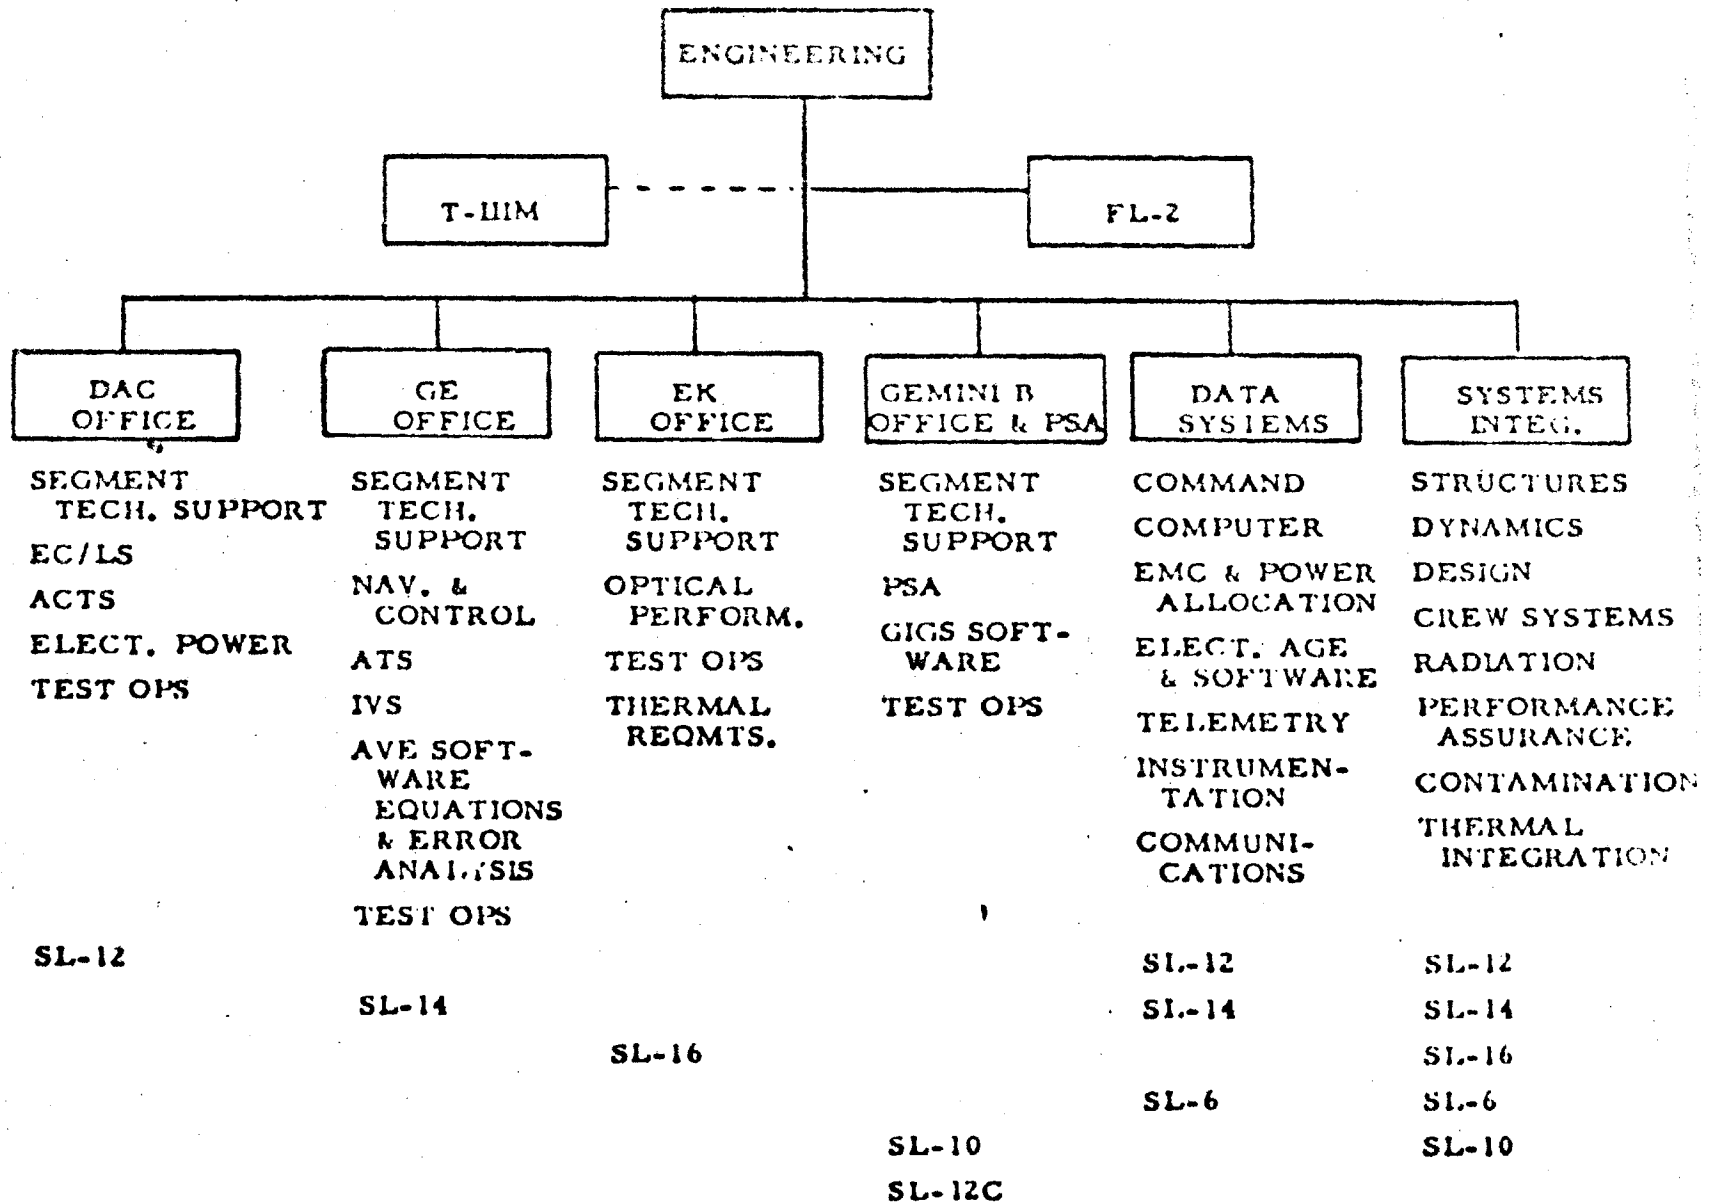 ENGINEERING
T-IIIM
FL-2
DAC
OFFICE
GE
OFFICE
EK
OFFICE
GEMINI B
OFFICE & PSA
DATA
SYSTEMS
SYSTEMS
INTEG.
SEGMENT
TECH. SUPPORT
EC/LS
ACTS
ELECT. POWER
TEST OPS
SL-12
SEGMENT
TECH.
SUPPORT
NAV. &
CONTROL
ATS
IVS
AVE SOFT-
WARE
EQUATIONS
& ERROR
ANALYSIS
TEST OPS
SL-14
SEGMENT
TECH.
SUPPORT
OPTICAL
PERFORM.
TEST OPS
THERMAL
REQMTS.
SL-16
SEGMENT
TECH.
SUPPORT
PSA
GIGS SOFT-
WARE
TEST OPS
SL-10
SL-12C
COMMAND
COMPUTER
EMC & POWER
ALLOCATION
ELECT. AGE
& SOFTWARE
TELEMETRY
INSTRUMEN-
TATION
COMMUNI-
CATIONS
SL-12
SL-14
SL-6
STRUCTURES
DYNAMICS
DESIGN
CREW SYSTEMS
RADIATION
PERFORMANCE
ASSURANCE
CONTAMINATION
THERMAL
INTEGRATION
SL-12
SL-14
SL-16
SL-6
SL-10